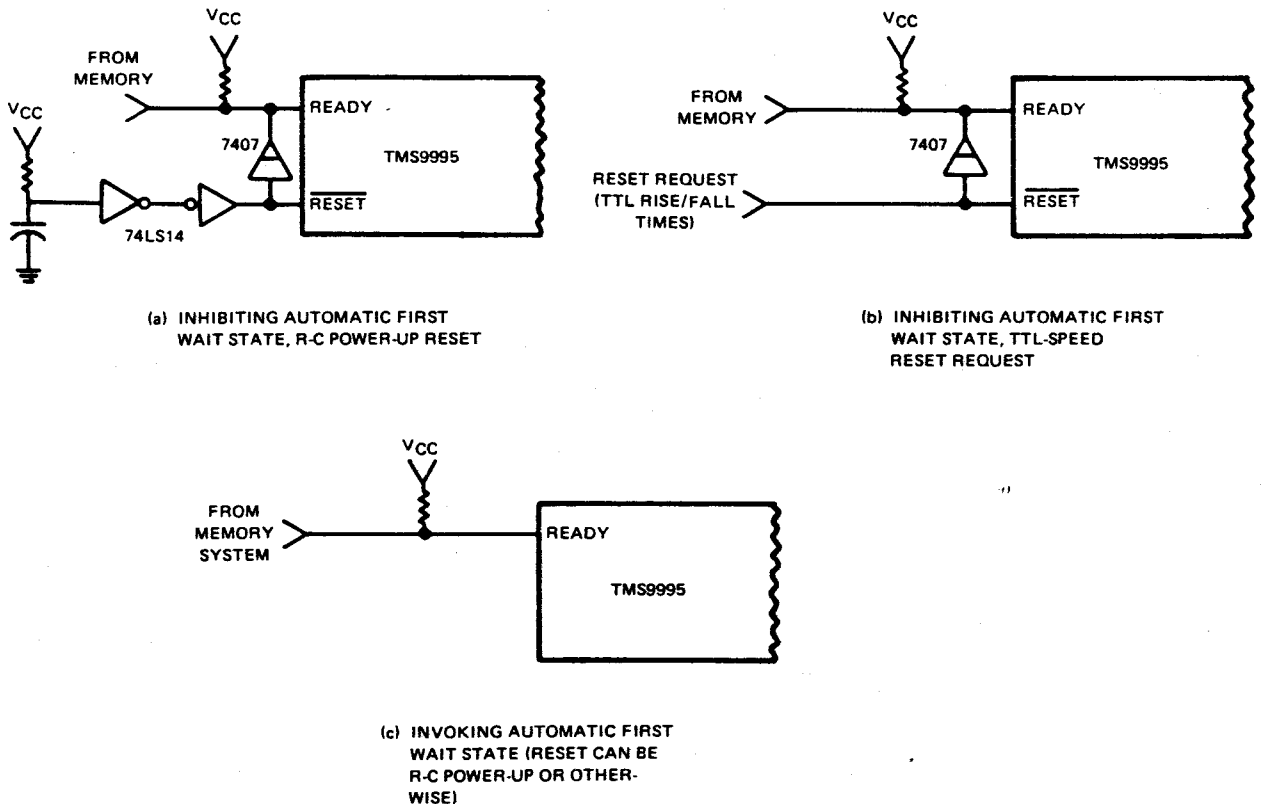 VCC
FROM
MEMORY
VCC
READY
7407
TMS9995
RESET
74LS14
(a) INHIBITING AUTOMATIC FIRST
WAIT STATE, R-C POWER-UP RESET
VCC
FROM
MEMORY
READY
7407
TMS9995
RESET REQUEST
(TTL RISE/FALL
TIMES)
RESET
(b) INHIBITING AUTOMATIC FIRST
WAIT STATE, TTL-SPEED
RESET REQUEST
VCC
FROM
MEMORY
SYSTEM
READY
TMS9995
(c) INVOKING AUTOMATIC FIRST
WAIT STATE (RESET CAN BE
R-C POWER-UP OR OTHER-
WISE)